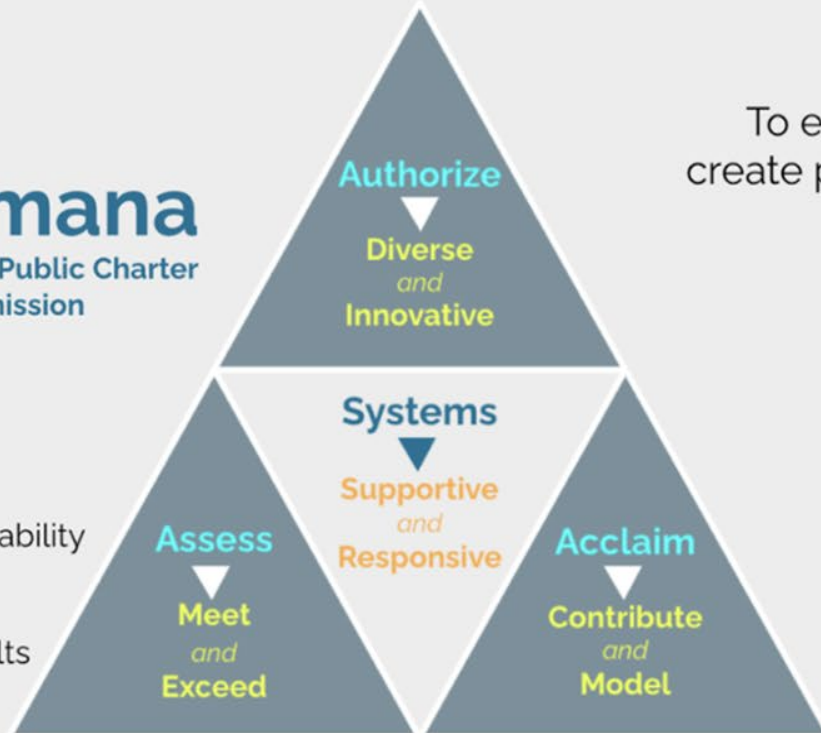 Authorize
Diverse
and
Innovative
mana
Public Charter
ission
To e
create p
Systems
Supportive
and
Responsive
ability
lts
Assess
Meet
and
Exceed
Acclaim
Contribute
and
Model